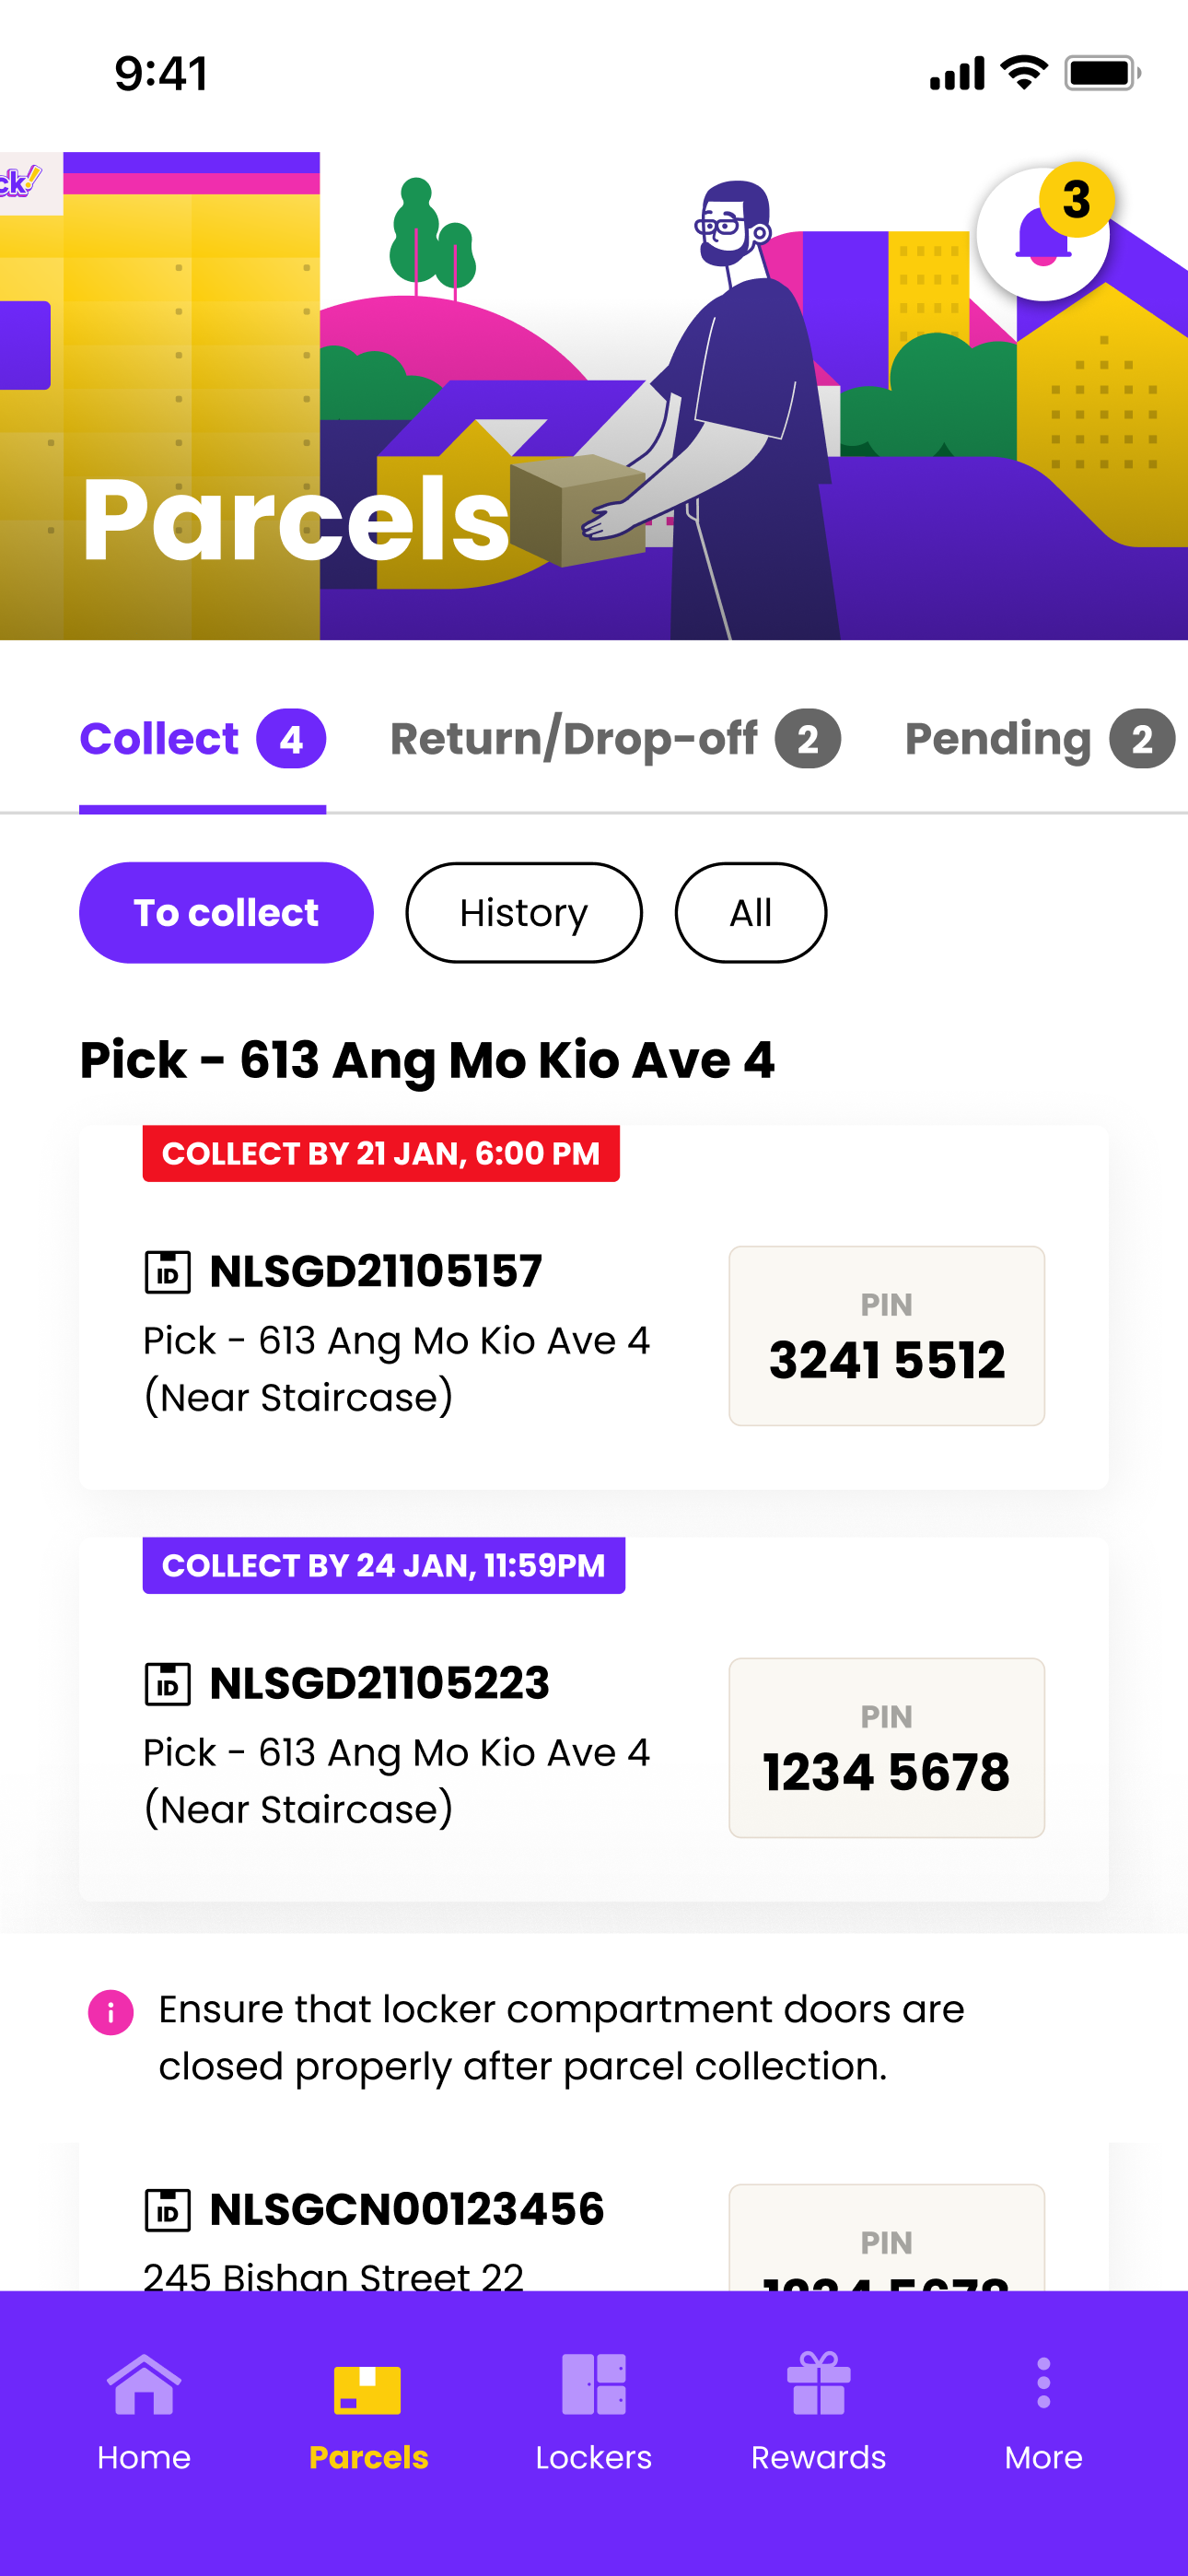 9:41
ck!
3
Parcels
Collect 4 Return/Drop-off 2 Pending 2
To collect History All
Pick - 613 Ang Mo Kio Ave 4
COLLECT BY 21 JAN, 6:00 PM
ID NLSGD21105157
Pick - 613 Ang Mo Kio Ave 4
(Near Staircase)
PIN
3241 5512
COLLECT BY 24 JAN, 11:59PM
ID NLSGD21105223
Pick - 613 Ang Mo Kio Ave 4
(Near Staircase)
PIN
1234 5678
Ensure that locker compartment doors are
closed properly after parcel collection.
ID NLSGCN00123456
245 Bishan Street 22
PIN
1234 5678
Home Parcels Lockers Rewards More